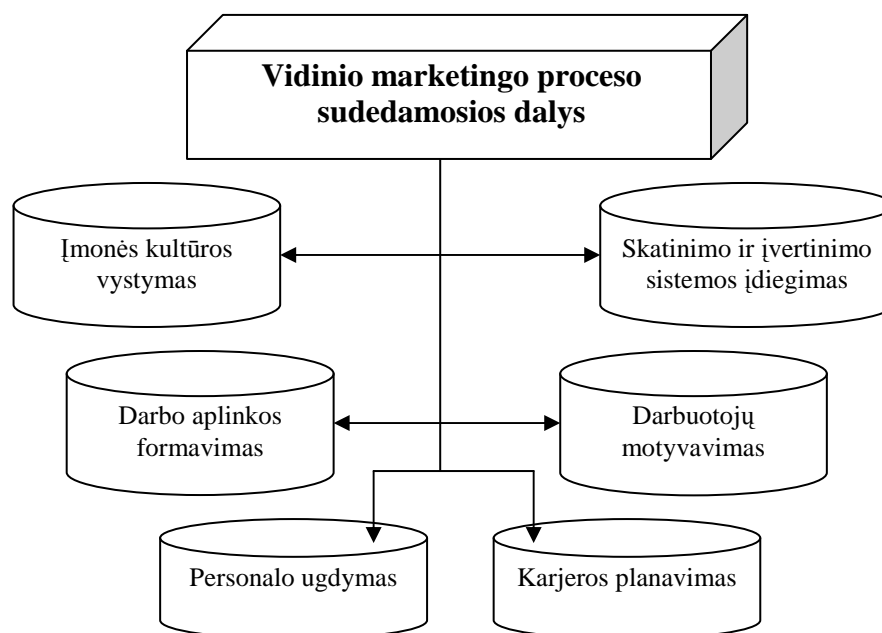 Vidinio marketingo proceso
sudedamosios dalys
Įmonės kultūros
vystymas
Skatinimo ir įvertinimo
sistemos įdiegimas
Darbo aplinkos
formavimas
Darbuotojų
motyvavimas
Personalo ugdymas
Karjeros planavimas